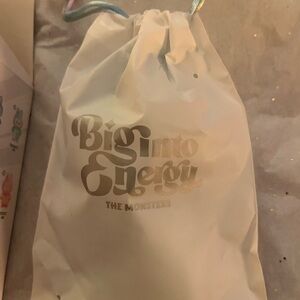 Big into
Energy
THE MONSTERS